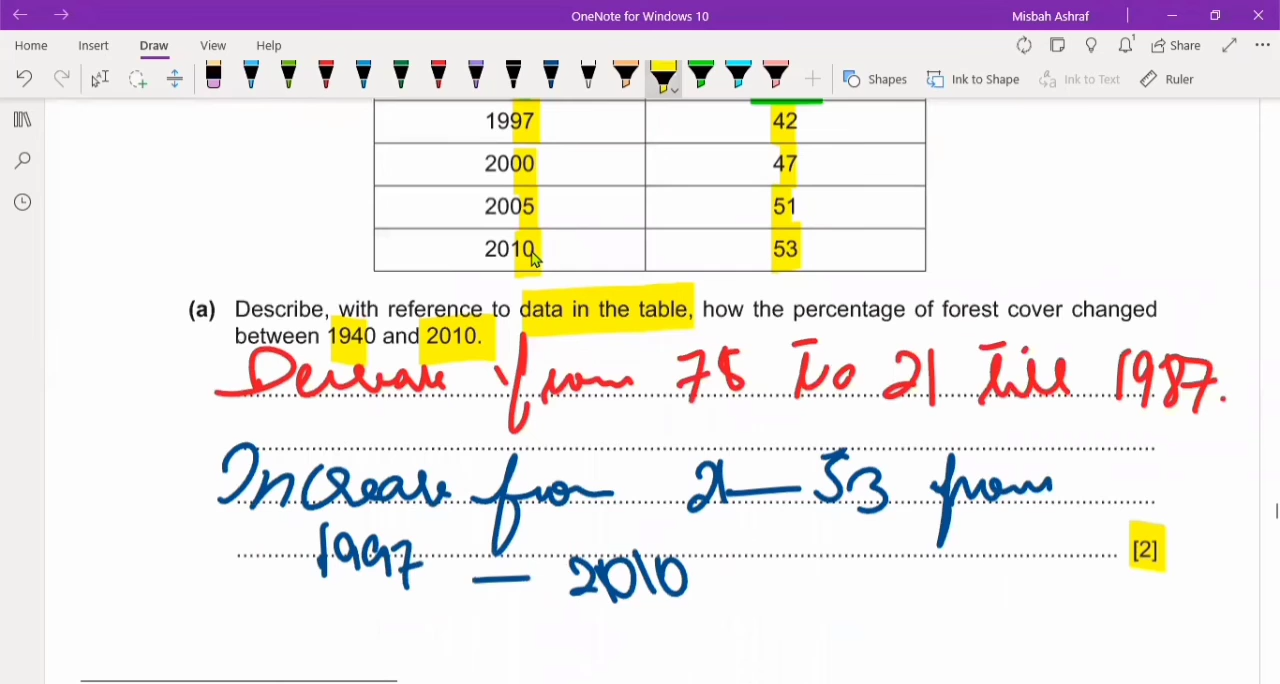 OneNote for Windows 10
Misbah Ashraf
Home Insert Draw View Help
1
Share
Shapes Ink to Shape Ink to Text Ruler
1997 42
2000 47
2005 51
2010 53
(a) Describe, with reference to data in the table, how the percentage of forest cover changed
between 1940 and 2010.
Decrease from 78 to 21 till 1987.
Increase from 21 — 53 from
1997 — 2010
[2]